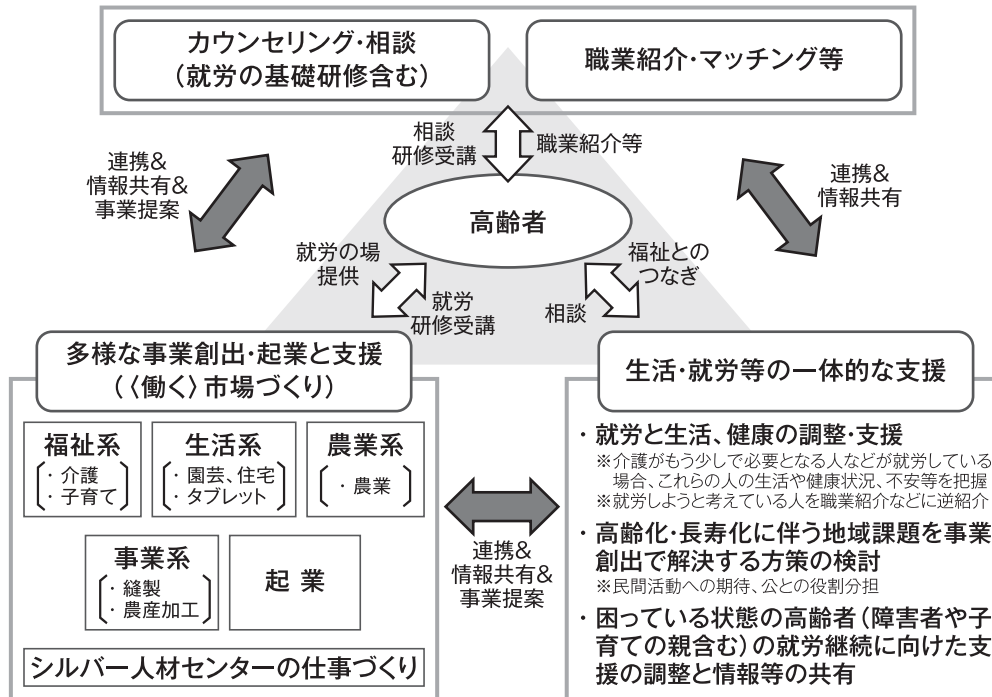 カウンセリング・相談
（就労の基礎研修含む）
職業紹介・マッチング等
相談
研修受講
職業紹介等
連携＆
情報共有＆
事業提案
連携＆
情報共有
高齢者
就労の場
提供
就労
研修受講
福祉との
つなぎ
相談
多様な事業創出・起業と支援
（〈働く〉市場づくり）
福祉系
・介護
・子育て
生活系
・園芸、住宅
・タブレット
農業系
・農業
事業系
・縫製
・農産加工
起業
シルバー人材センターの仕事づくり
連携＆
情報共有＆
事業提案
生活・就労等の一体的な支援
・就労と生活、健康の調整・支援
※介護がもう少しで必要となる人などが就労している
場合、これらの人の生活や健康状況、不安等を把握
※就労しようと考えている人を職業紹介などに逆紹介
・高齢化・長寿化に伴う地域課題を事業
創出で解決する方策の検討
※民間活動への期待、公との役割分担
・困っている状態の高齢者（障害者や子
育ての親含む）の就労継続に向けた支
援の調整と情報等の共有